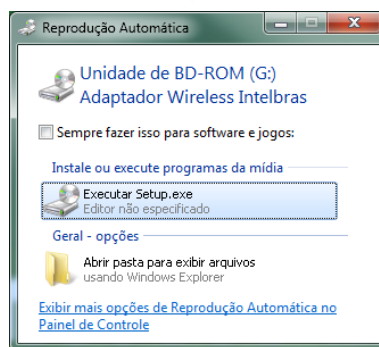 Reprodução Automática
Unidade de BD-ROM (G:)
Adaptador Wireless Intelbras
Sempre fazer isso para software e jogos:
Instale ou execute programas da mídia
Executar Setup.exe
Editor não especificado
Geral - opções
Abrir pasta para exibir arquivos
usando Windows Explorer
Exibir mais opções de Reprodução Automática no
Painel de Controle